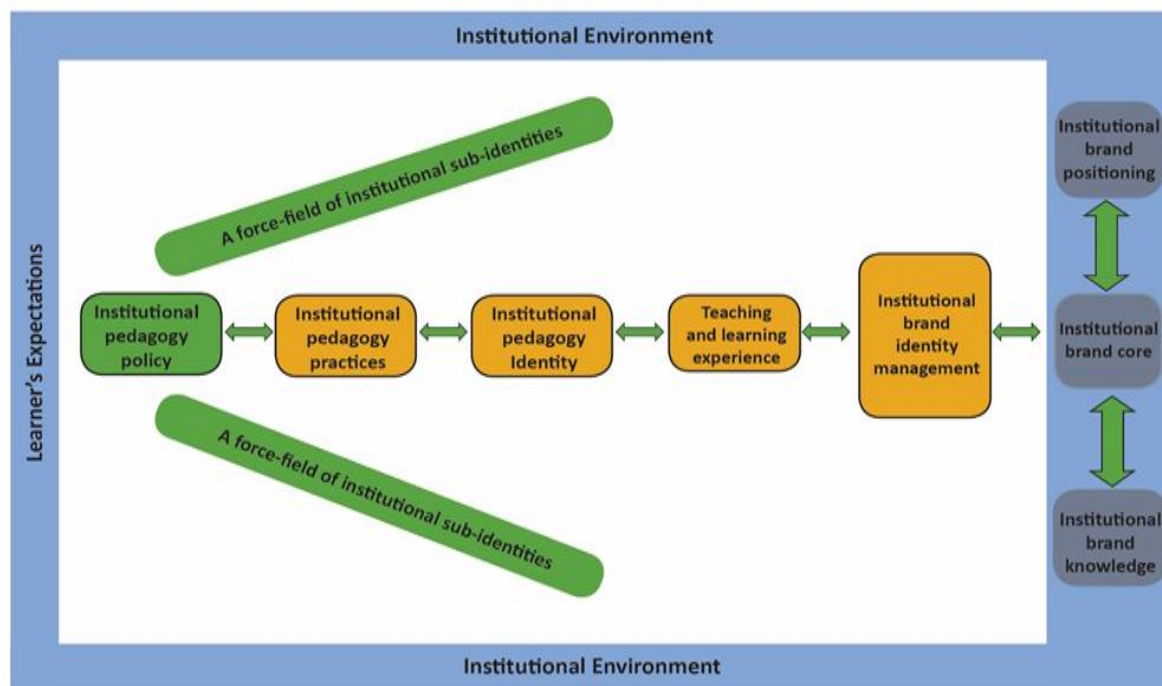 Institutional Environment
Learner's Expectations
A force-field of institutional sub-identities
Institutional
pedagogy
policy
Institutional
pedagogy
practices
Institutional
pedagogy
Identity
Teaching
and learning
experience
Institutional
brand
identity
management
Institutional
brand
positioning
Institutional
brand core
Institutional
brand
knowledge
A force-field of institutional sub-identities
Institutional Environment